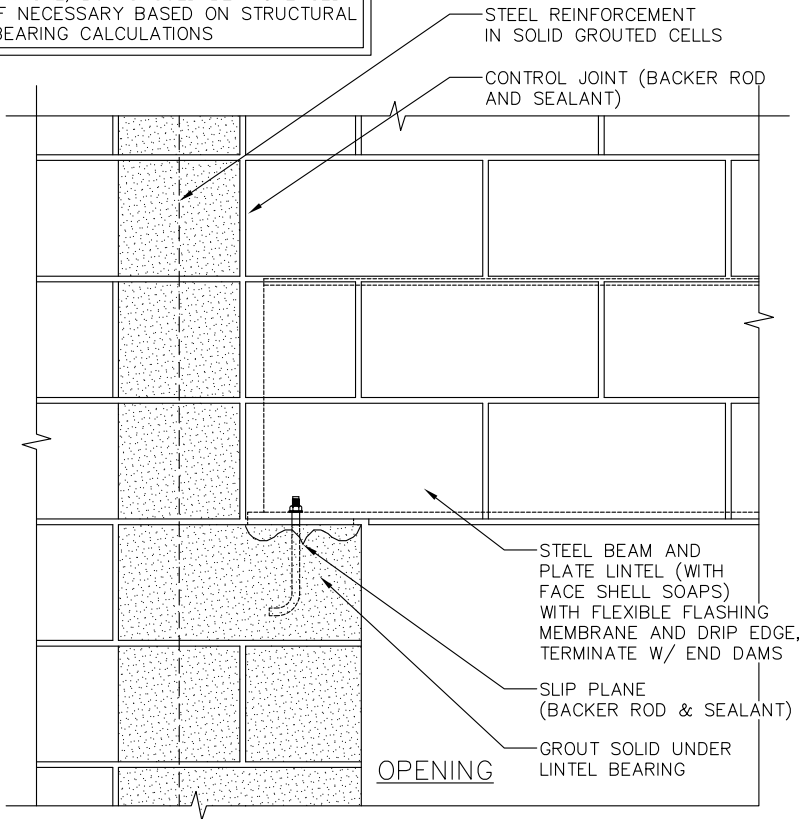 F NECESSARY BASED ON STRUCTURAL
BEARING CALCULATIONS
STEEL REINFORCEMENT
IN SOLID GROUTED CELLS
CONTROL JOINT (BACKER ROD
AND SEALANT)
STEEL BEAM AND
PLATE LINTEL (WITH
FACE SHELL SOAPS)
WITH FLEXIBLE FLASHING
MEMBRANE AND DRIP EDGE,
TERMINATE W/ END DAMS
SLIP PLANE
(BACKER ROD & SEALANT)
GROUT SOLID UNDER
LINTEL BEARING
OPENING